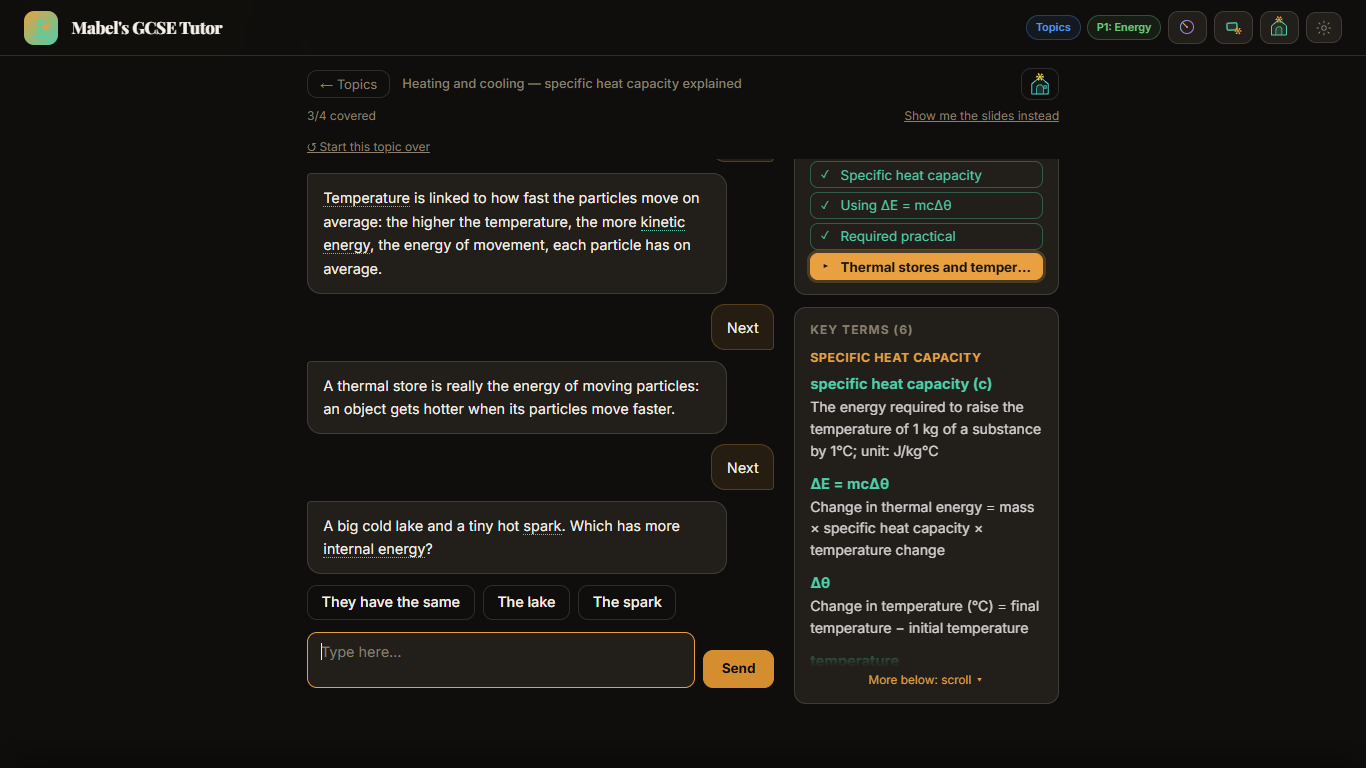 Mabel's GCSE Tutor
Topics
P1: Energy
← Topics
Heating and cooling — specific heat capacity explained
3/4 covered
Show me the slides instead
↺ Start this topic over
Temperature is linked to how fast the particles move on
average: the higher the temperature, the more kinetic
energy, the energy of movement, each particle has on
average.
Next
A thermal store is really the energy of moving particles:
an object gets hotter when its particles move faster.
Next
A big cold lake and a tiny hot spark. Which has more
internal energy?
They have the same
The lake
The spark
Type here...
Send
✓ Specific heat capacity
✓ Using ΔE = mcΔθ
✓ Required practical
▸ Thermal stores and temper...
KEY TERMS (6)
SPECIFIC HEAT CAPACITY
specific heat capacity (c)
The energy required to raise the
temperature of 1 kg of a substance
by 1°C; unit: J/kg°C
ΔE = mcΔθ
Change in thermal energy = mass
× specific heat capacity ×
temperature change
Δθ
Change in temperature (°C) = final
temperature − initial temperature
temperature
More below: scroll ▾